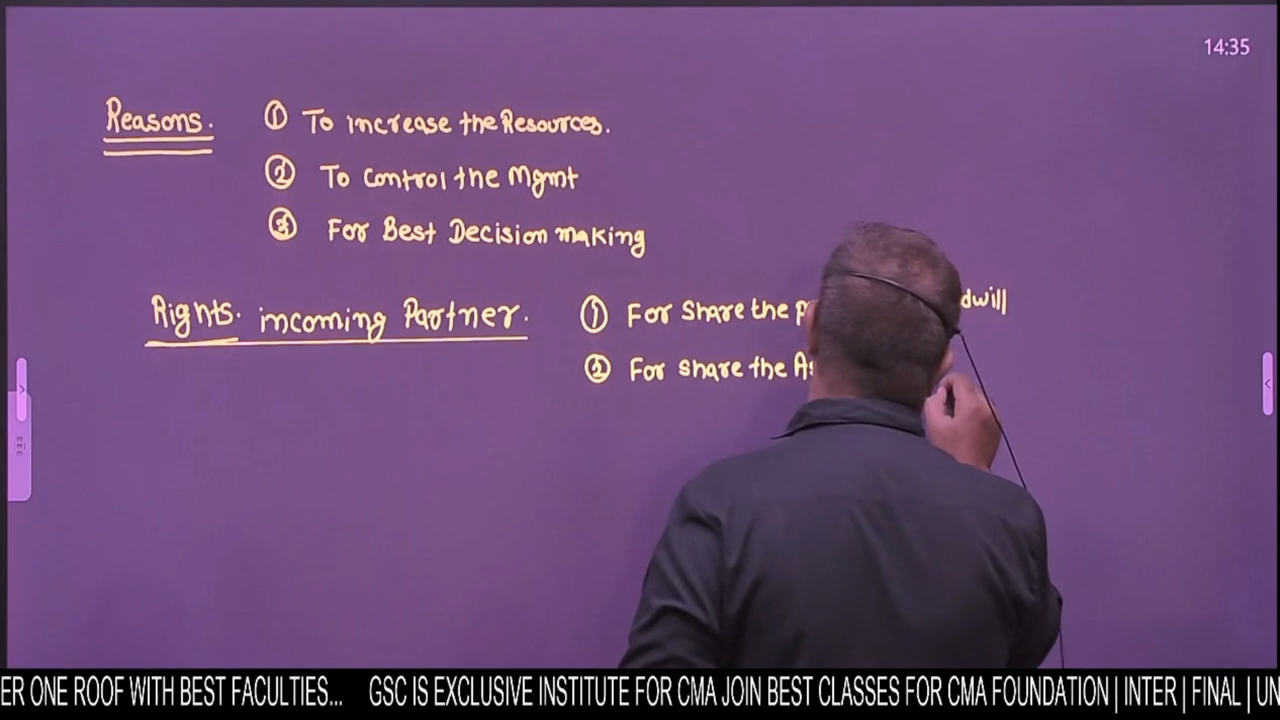 14:35
Reasons. ① To increase the Resources.
② To control the Mgmt
③ For Best Decision making
Rights. incoming Partner. ① For Share the
② For share the
ER ONE ROOF WITH BEST FACULTIES... GSC IS EXCLUSIVE INSTITUTE FOR CMA JOIN BEST CLASSES FOR CMA FOUNDATION | INTER | FINAL | UN